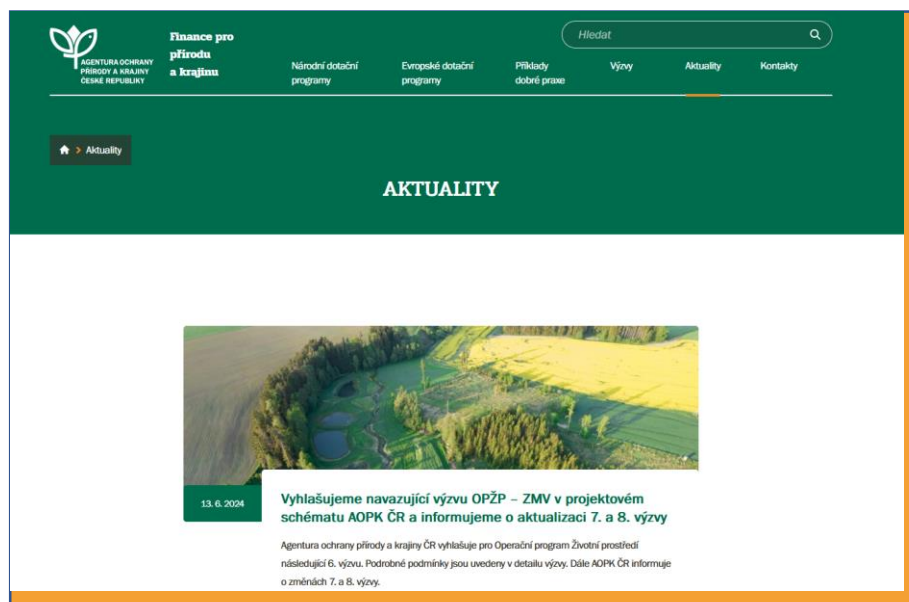 AGENTURA OCHRANY
PŘÍRODY A KRAJINY
ČESKÉ REPUBLIKY
Finance pro
přírodu
a krajinu
Hledat
Národní dotační
programy
Evropské dotační
programy
Příklady
dobré praxe
Výzvy
Aktuality
Kontakty
Aktuality
AKTUALITY
13. 6. 2024
Vyhlašujeme navazující výzvu OPŽP – ZMV v projektovém
schématu AOPK ČR a informujeme o aktualizaci 7. a 8. výzvy
Agentura ochrany přírody a krajiny ČR vyhlašuje pro Operační program Životní prostředí
následující 6. výzvu. Podrobné podmínky jsou uvedeny v detailu výzvy. Dále AOPK ČR informuje
o změnách 7. a 8. výzvy.